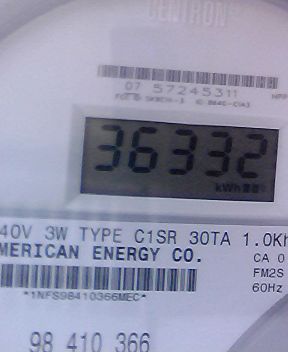 CENTRON
07 57245311
36332
kWh
40V 3W TYPE C1SR 30TA 1.0Kh
MERICAN ENERGY CO.
CA 0
FM2S
60Hz
*1NFS98410366MEC*
98 410 366